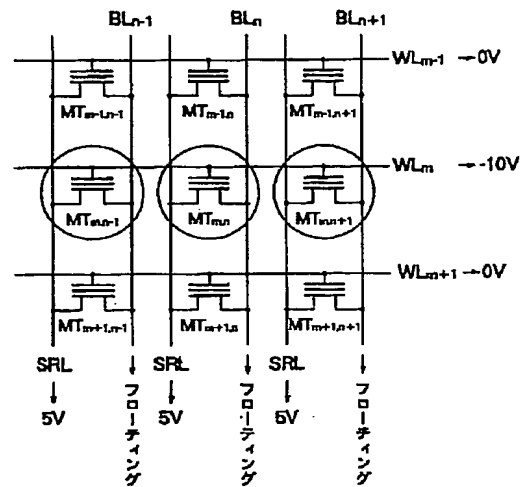 BLn-1 BLn BLn+1
WLm-1 →0V
MTm-1,n-1 MTm-1,n MTm-1,n+1
WLm →-10V
MTm,n-1 MTm,n MTm,n+1
WLm+1 →0V
MTm+1,n-1 MTm+1,n MTm+1,n+1
SRL SRL SRL
5V 5V 5V
フローティング フローティング フローティング